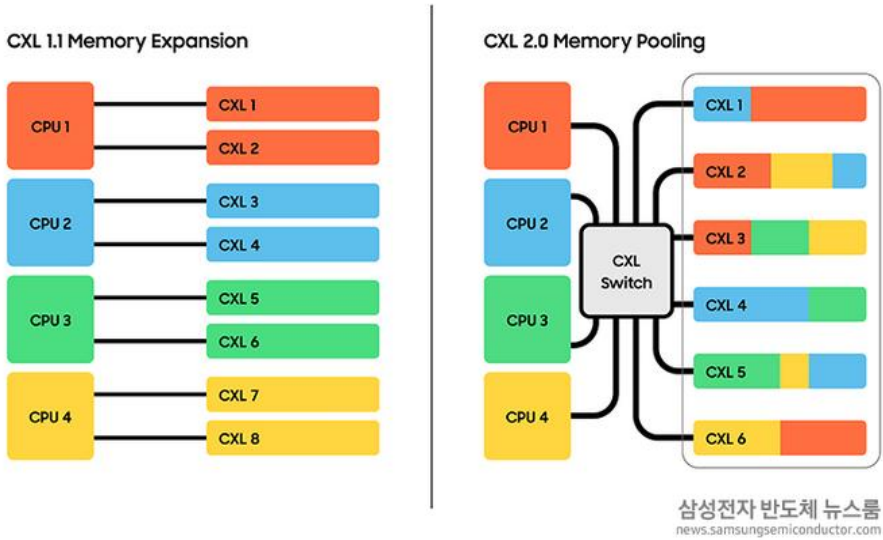 CXL 1.1 Memory Expansion
CPU 1
CXL 1
CXL 2
CPU 2
CXL 3
CXL 4
CPU 3
CXL 5
CXL 6
CPU 4
CXL 7
CXL 8
CXL 2.0 Memory Pooling
CPU 1
CPU 2
CPU 3
CPU 4
CXL
Switch
CXL 1
CXL 2
CXL 3
CXL 4
CXL 5
CXL 6
삼성전자 반도체 뉴스룸
news.samsungsemiconductor.com